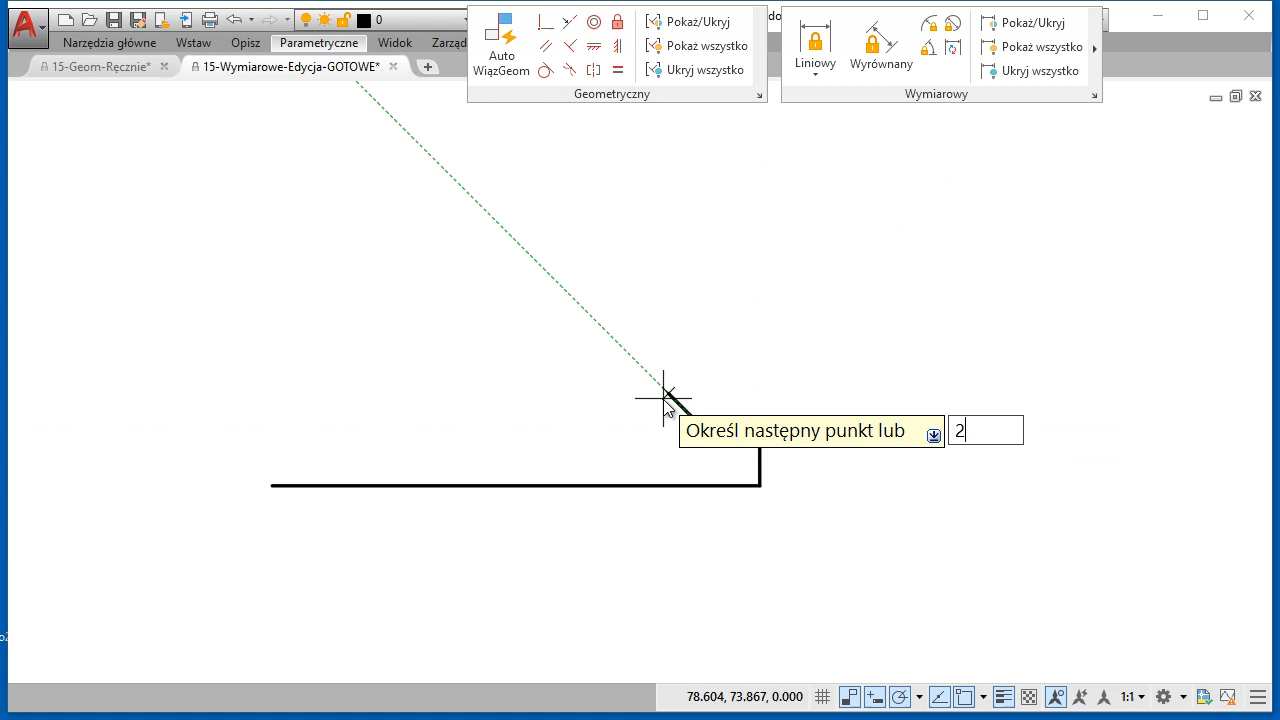 0
do
Narzędzia główne
Wstaw
Opisz
Parametryczne
Widok
Zarząd
Auto
WiązGeom
Pokaż/Ukryj
Pokaż wszystko
Ukryj wszystko
Geometryczny
Liniowy
Wyrównany
Pokaż/Ukryj
Pokaż wszystko
Ukryj wszystko
Wymiarowy
15-Geom-Ręcznie*
15-Wymiarowe-Edycja-GOTOWE*
Określ następny punkt lub
2
78.604, 73.867, 0.000
1:1